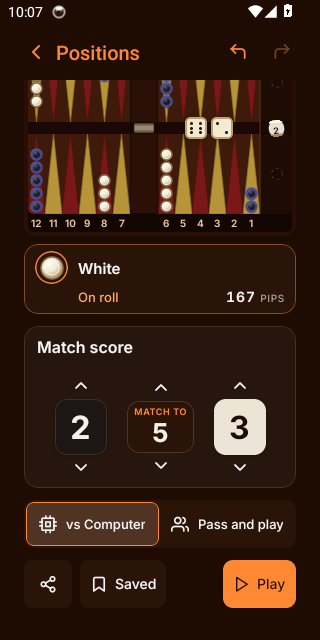 10:07
Positions
2
12 11 10 9 8 7 6 5 4 3 2 1
White
On roll 167 PIPS
Match score
2 MATCH TO 5 3
vs Computer Pass and play
Saved Play